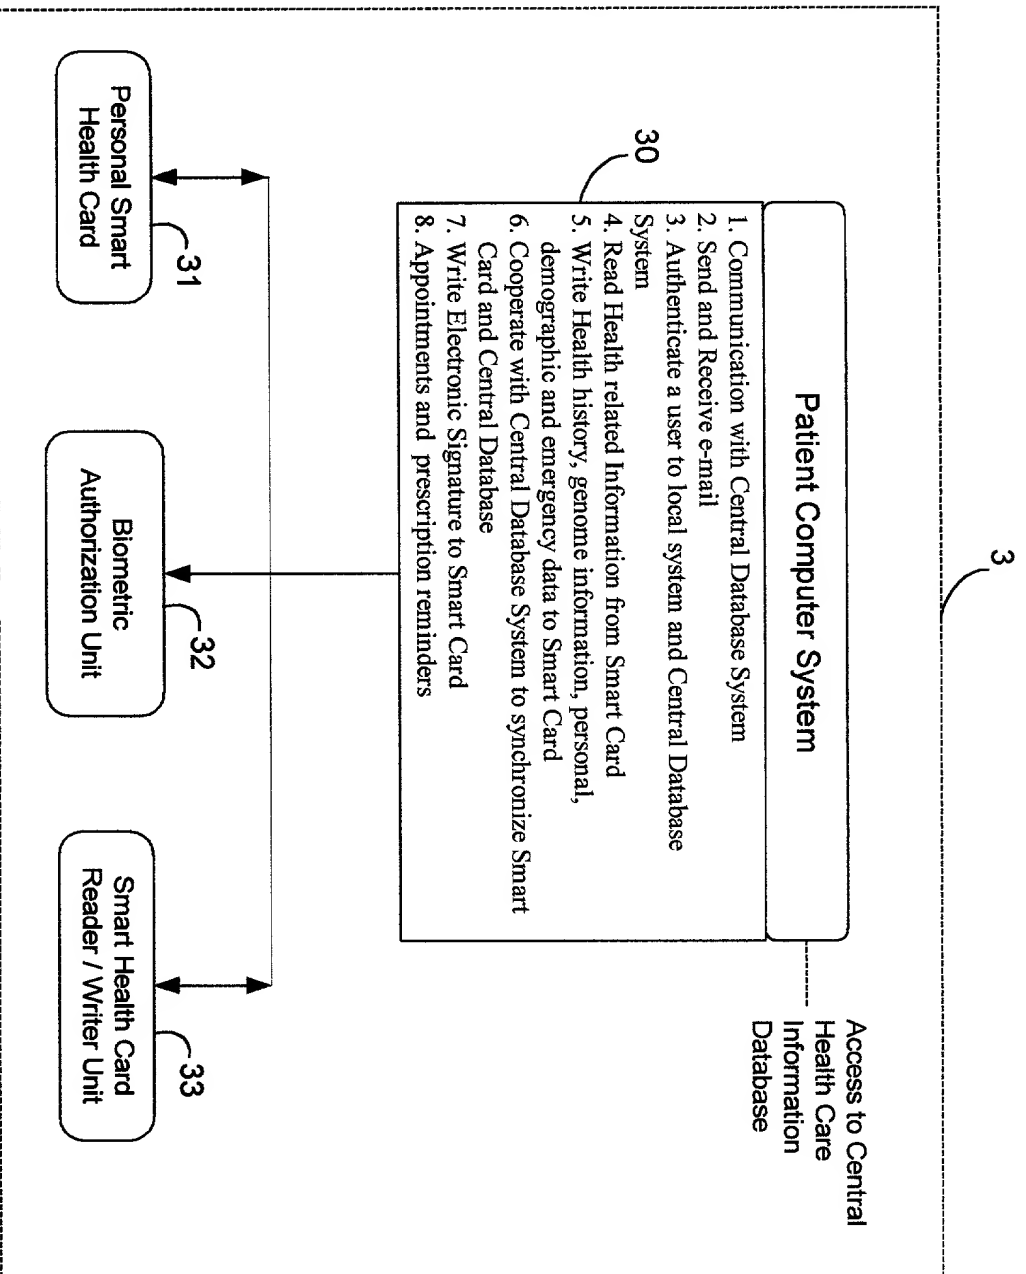 3
Patient Computer System
30
1. Communication with Central Database System
2. Send and Receive e-mail
3. Authenticate a user to local system and Central Database
System
4. Read Health related Information from Smart Card
5. Write Health history, genome information, personal,
demographic and emergency data to Smart Card
6. Cooperate with Central Database System to synchronize Smart
Card and Central Database
7. Write Electronic Signature to Smart Card
8. Appointments and prescription reminders
Access to Central
Health Care
Information
Database
31
Personal Smart
Health Card
32
Biometric
Authorization Unit
33
Smart Health Card
Reader / Writer Unit